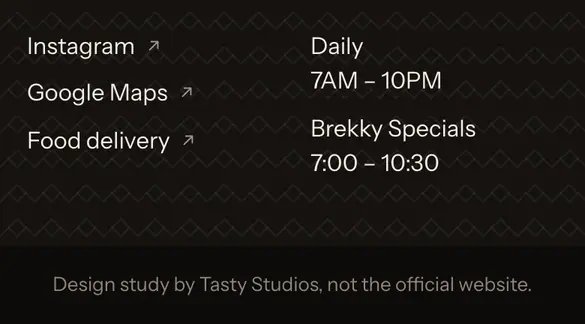 Instagram ↗
Google Maps ↗
Food delivery ↗
Daily
7AM – 10PM
Brekky Specials
7:00 – 10:30
Design study by Tasty Studios, not the official website.